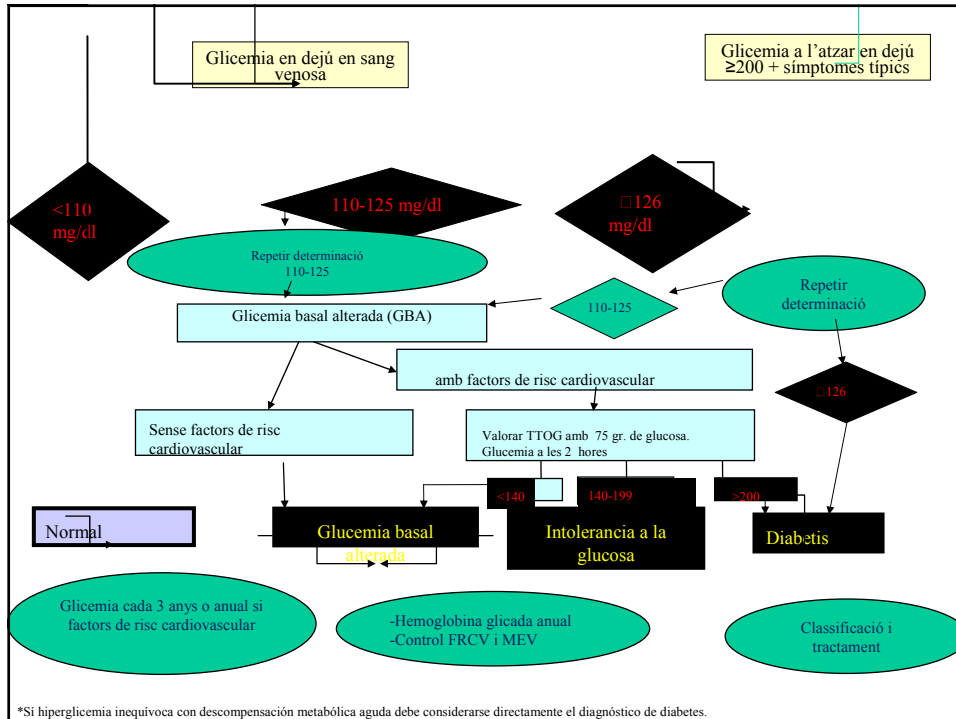 Glicemia en dejú en sang
venosa
Glicemia a l'atzar en dejú
≥200 + símptomes típics
<110
mg/dl
110-125 mg/dl
□126
mg/dl
Repetir determinació
110-125
Repetir
determinació
110-125
Glicemia basal alterada (GBA)
amb factors de risc cardiovascular
□126
Sense factors de risc
cardiovascular
Valorar TTOG amb 75 gr. de glucosa.
Glucemia a les 2 hores
<140
140-199
>200
Normal
Glucemia basal
alterada
Intolerancia a la
glucosa
Diabetis
Glicemia cada 3 anys o anual si
factors de risc cardiovascular
-Hemoglobina glicada anual
-Control FRCV i MEV
Classificació i
tractament
*Si hiperglicemia inequívoca con descompensación metabólica aguda debe considerarse directamente el diagnóstico de diabetes.